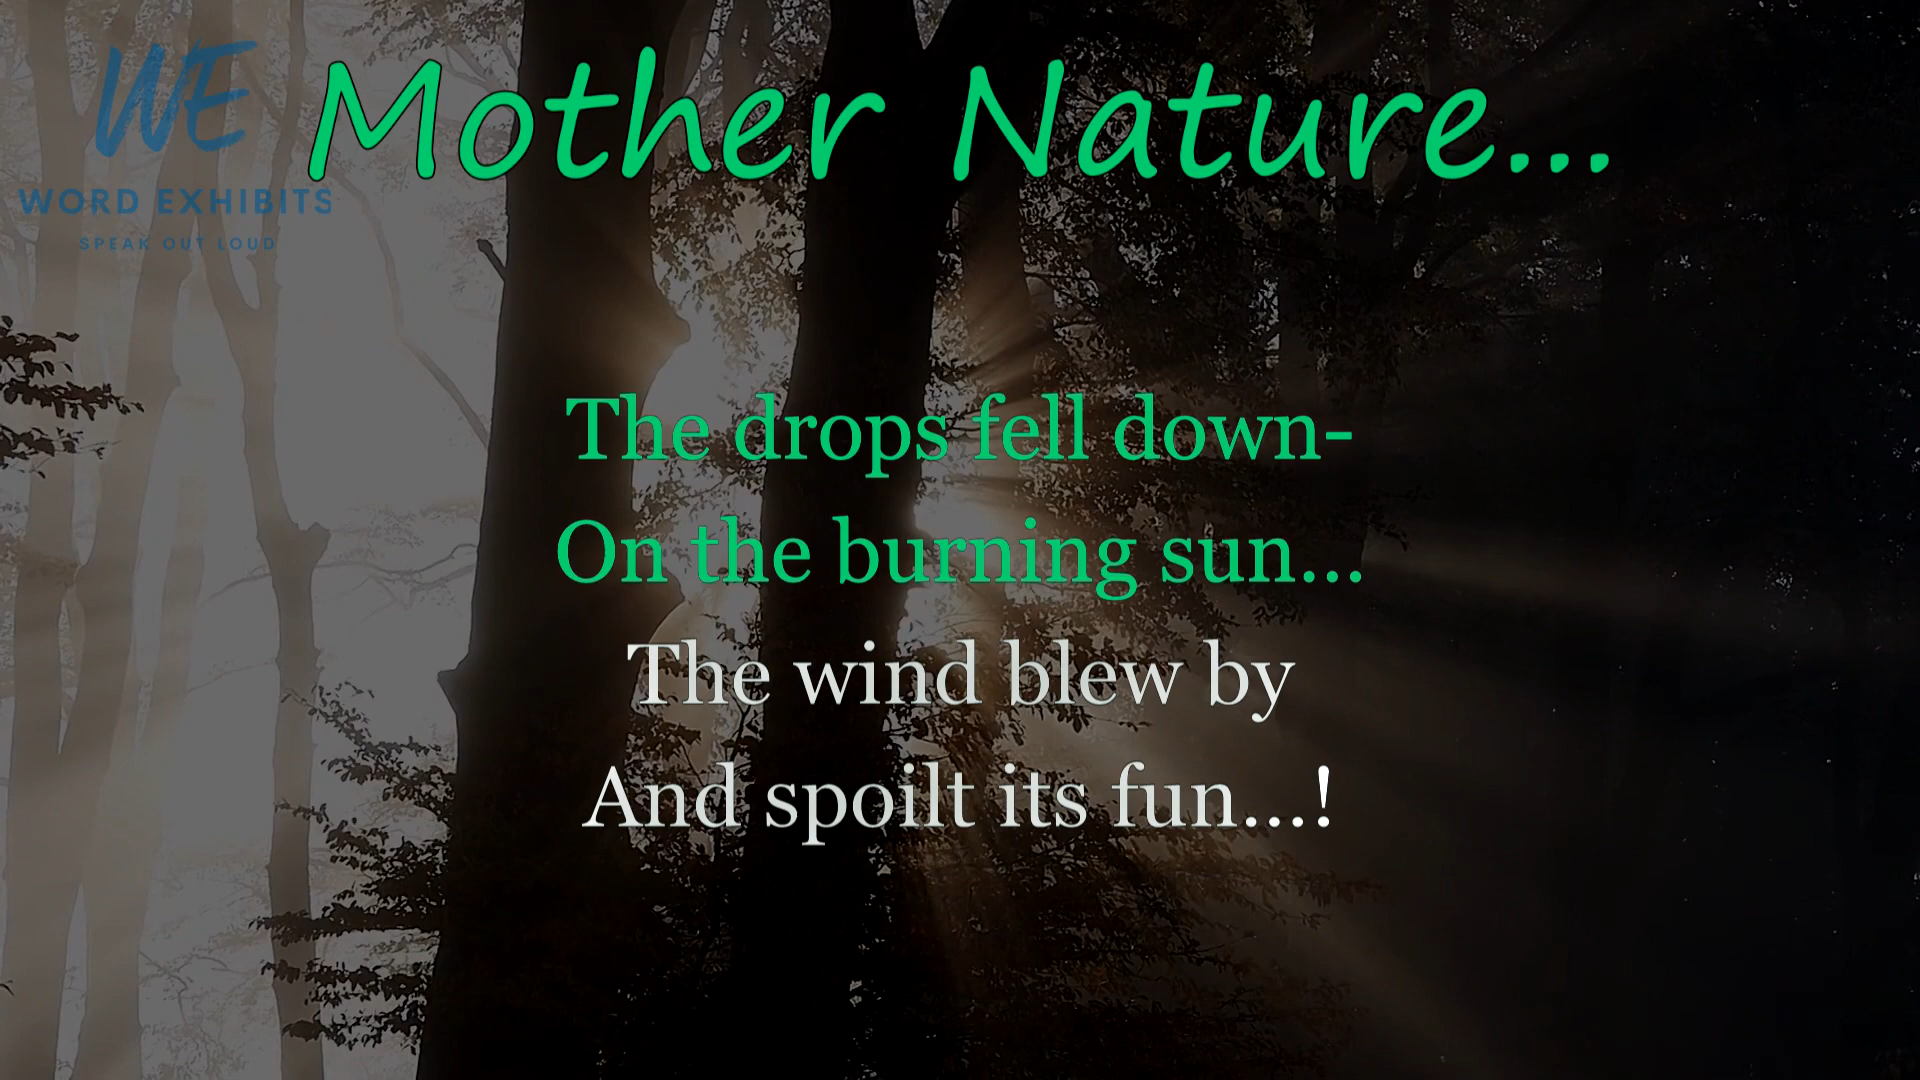 WE
WORD EXHIBITS
SPEAK OUT LOUD
Mother Nature...
The drops fell down-
On the burning sun...
The wind blew by
And spoilt its fun...!